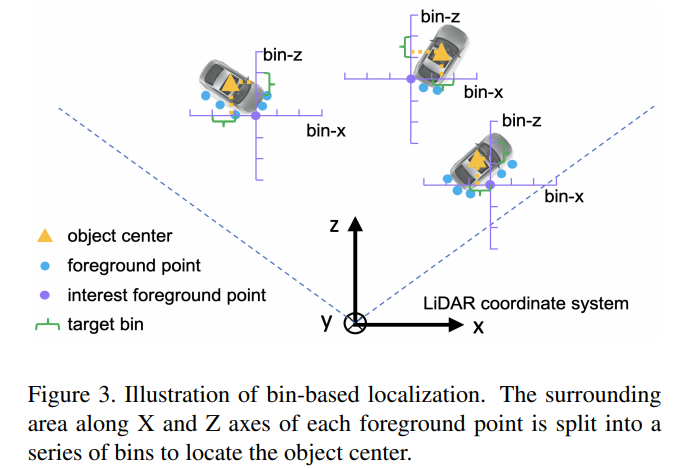 bin-z
bin-x
bin-z
bin-x
bin-z
bin-x
object center
foreground point
interest foreground point
target bin
z
y
x
LiDAR coordinate system
Figure 3. Illustration of bin-based localization. The surrounding
area along X and Z axes of each foreground point is split into a
series of bins to locate the object center.